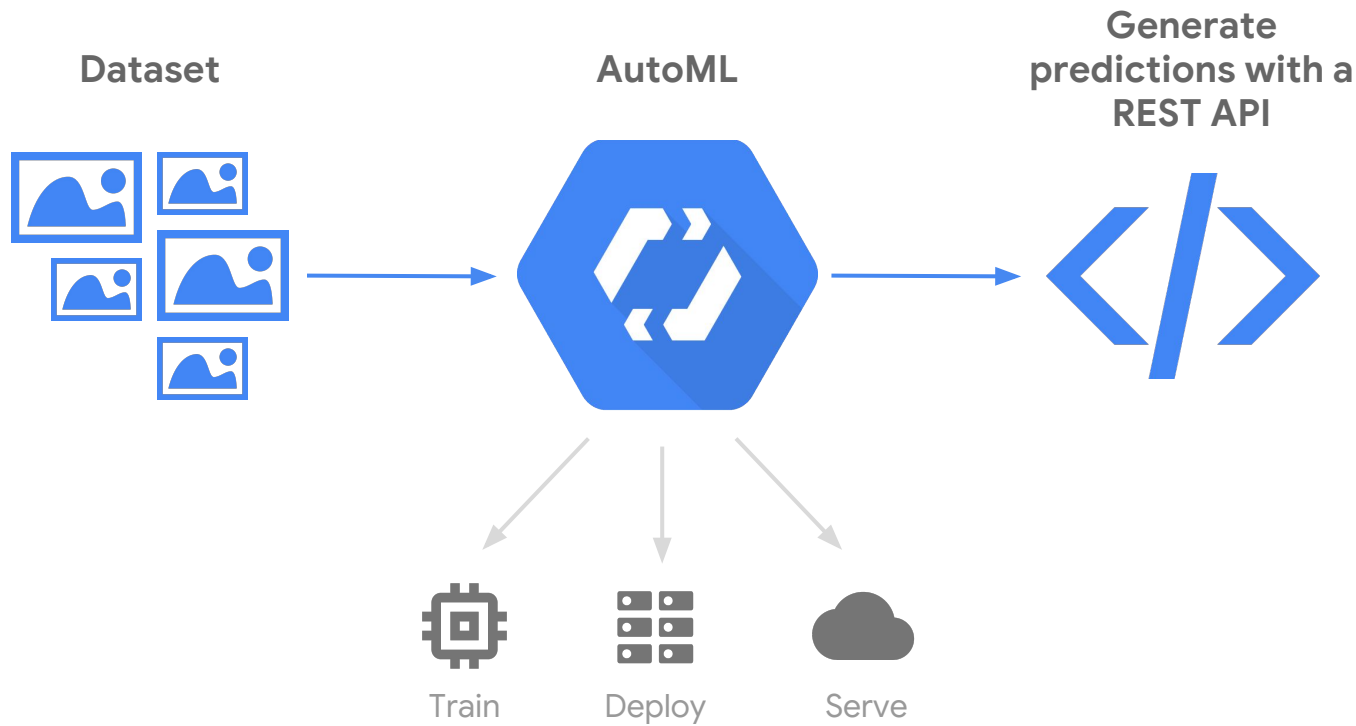 Dataset
AutoML
Generate
predictions with a
REST API
Train
Deploy
Serve